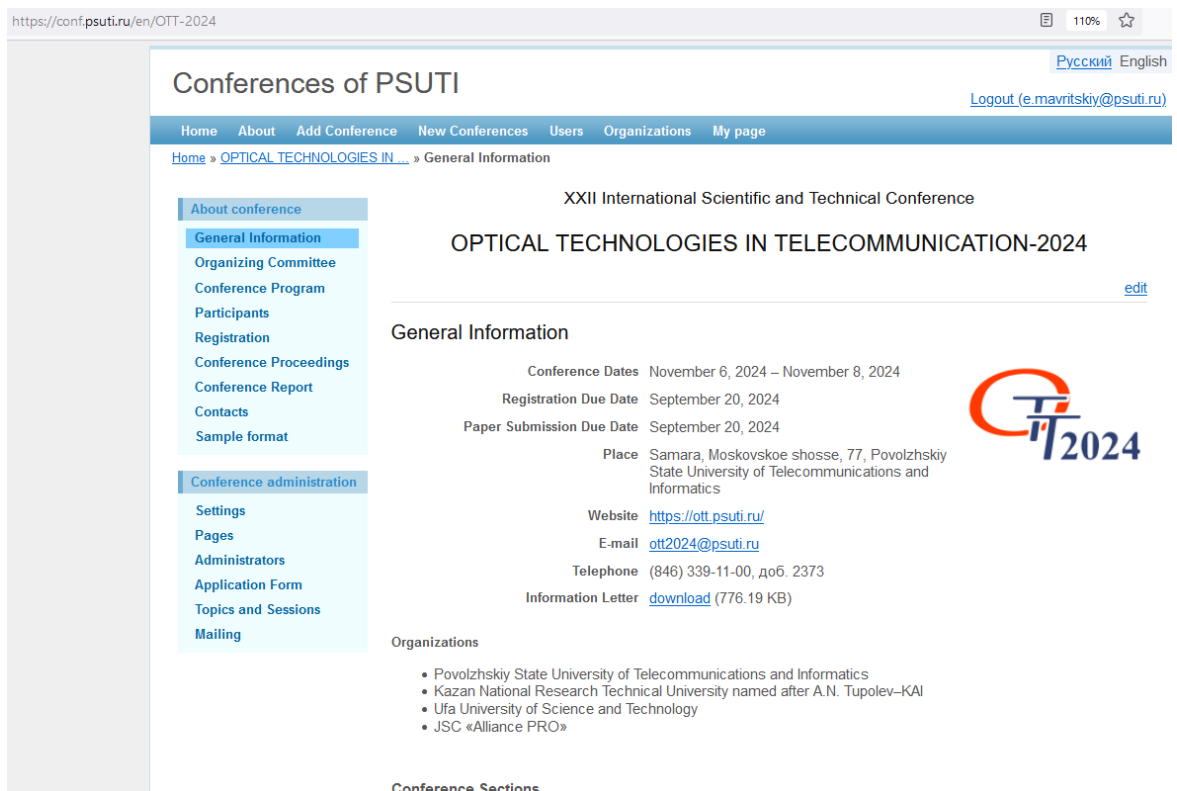 https://conf.psuti.ru/en/OTT-2024
110%
Русский English
Conferences of PSUTI
Logout (e.mavritskiy@psuti.ru)
Home About Add Conference New Conferences Users Organizations My page
Home » OPTICAL TECHNOLOGIES IN ... » General Information
About conference
General Information
Organizing Committee
Conference Program
Participants
Registration
Conference Proceedings
Conference Report
Contacts
Sample format
Conference administration
Settings
Pages
Administrators
Application Form
Topics and Sessions
Mailing
XXII International Scientific and Technical Conference
OPTICAL TECHNOLOGIES IN TELECOMMUNICATION-2024
edit
General Information
Conference Dates November 6, 2024 – November 8, 2024
Registration Due Date September 20, 2024
Paper Submission Due Date September 20, 2024
Place Samara, Moskovskoe shosse, 77, Povolzhskiy
State University of Telecommunications and
Informatics
Website https://ott.psuti.ru/
E-mail ott2024@psuti.ru
Telephone (846) 339-11-00, доб. 2373
Information Letter download (776.19 KB)
ОТТ2024
Organizations
• Povolzhskiy State University of Telecommunications and Informatics
• Kazan National Research Technical University named after A.N. Tupolev–KAI
• Ufa University of Science and Technology
• JSC «Alliance PRO»
Conference Sections